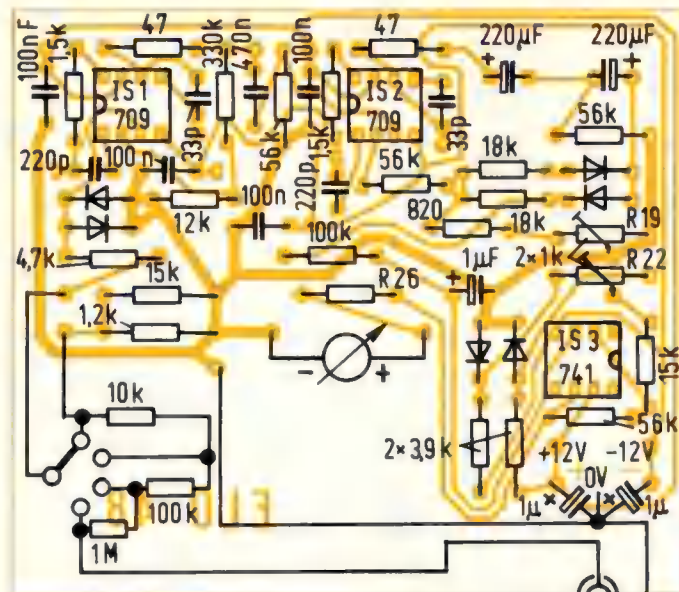 100nF
1,5k
47
330k
470n
100n
47
220µF
220µF
+
+
IS1
709
33p
56k
1,5k
IS2
709
33p
56k
220p
100n
220p
56k
18k
12k
100n
820
18k
R19
4,7k
100k
1µF
+
2×1k
R22
15k
R26
1,2k
- +
IS3
741
15k
10k
2×3,9k
56k
+12V
-12V
0V
100k
1µ
1µ
1M